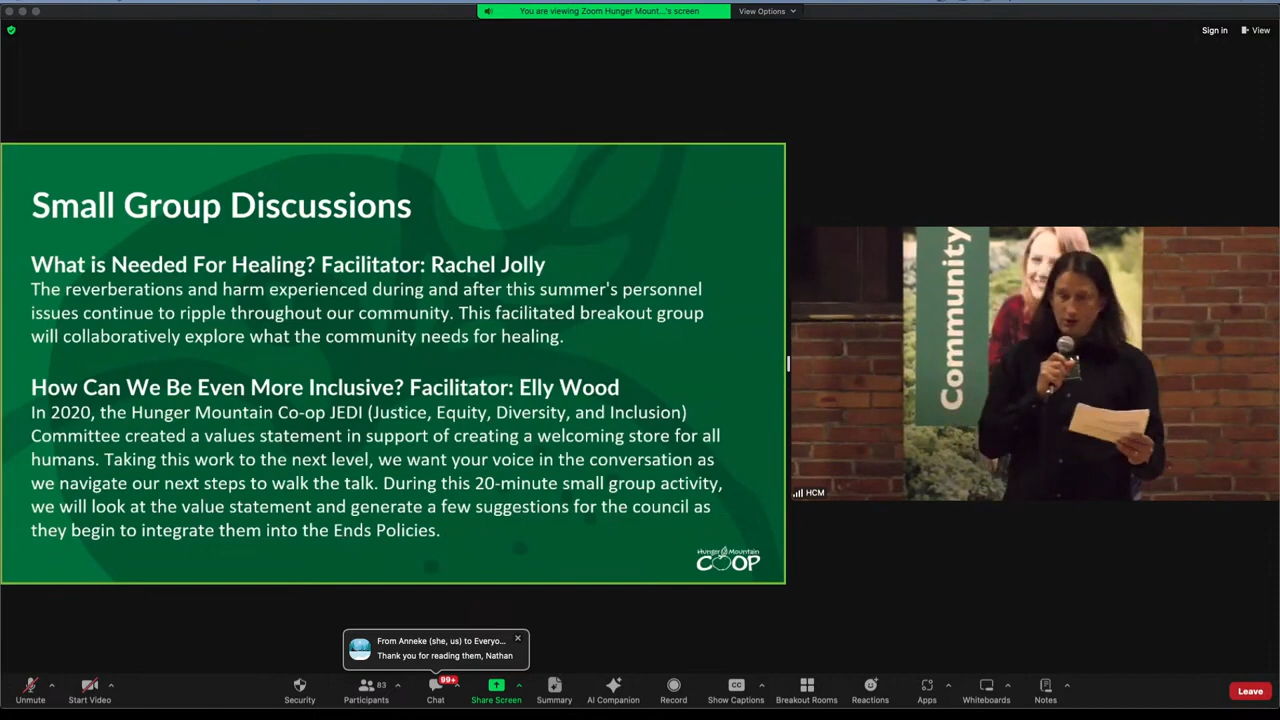 You are viewing Zoom Hunger Mount...'s screen
View Options
Sign in
View
Small Group Discussions
What is Needed For Healing? Facilitator: Rachel Jolly
The reverberations and harm experienced during and after this summer's personnel
issues continue to ripple throughout our community. This facilitated breakout group
will collaboratively explore what the community needs for healing.
How Can We Be Even More Inclusive? Facilitator: Elly Wood
In 2020, the Hunger Mountain Co-op JEDI (Justice, Equity, Diversity, and Inclusion)
Committee created a values statement in support of creating a welcoming store for all
humans. Taking this work to the next level, we want your voice in the conversation as
we navigate our next steps to walk the talk. During this 20-minute small group activity,
we will look at the value statement and generate a few suggestions for the council as
they begin to integrate them into the Ends Policies.
Hunger Mountain
COOP
Community
HCM
From Anneke (she, us) to Everyo...
Thank you for reading them, Nathan
Unmute
Start Video
Security
83
Participants
99+
Chat
Share Screen
Summary
AI Companion
Record
CC
Show Captions
Breakout Rooms
Reactions
Apps
Whiteboards
Notes
Leave